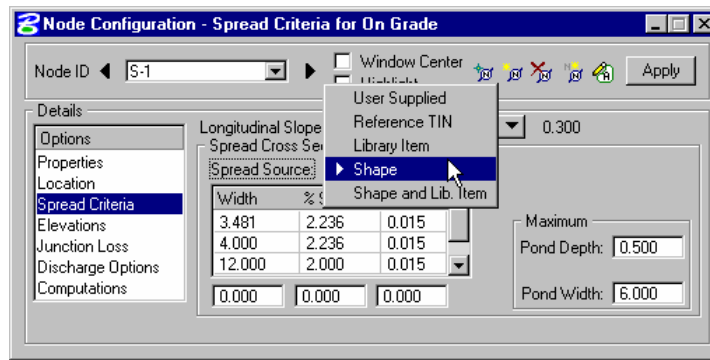 Node Configuration - Spread Criteria for On Grade
Node ID S-1 Window Center Apply
Details
Options
Properties
Location
Spread Criteria
Elevations
Junction Loss
Discharge Options
Computations
Longitudinal Slope 0.300
Spread Cross
Spread Source:
User Supplied
Reference TIN
Library Item
Shape
Shape and Lib. Item
Width %
3.481 2.236 0.015
4.000 2.236 0.015
12.000 2.000 0.015
0.000 0.000 0.000
Maximum
Pond Depth: 0.500
Pond Width: 6.000